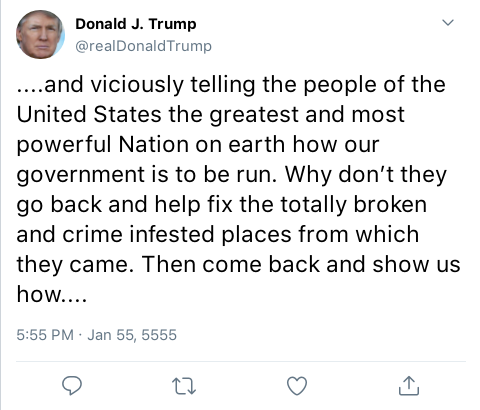 Donald J. Trump
@realDonaldTrump
....and viciously telling the people of the
United States the greatest and most
powerful Nation on earth how our
government is to be run. Why don’t they
go back and help fix the totally broken
and crime infested places from which
they came. Then come back and show us
how....
5:55 PM · Jan 55, 5555